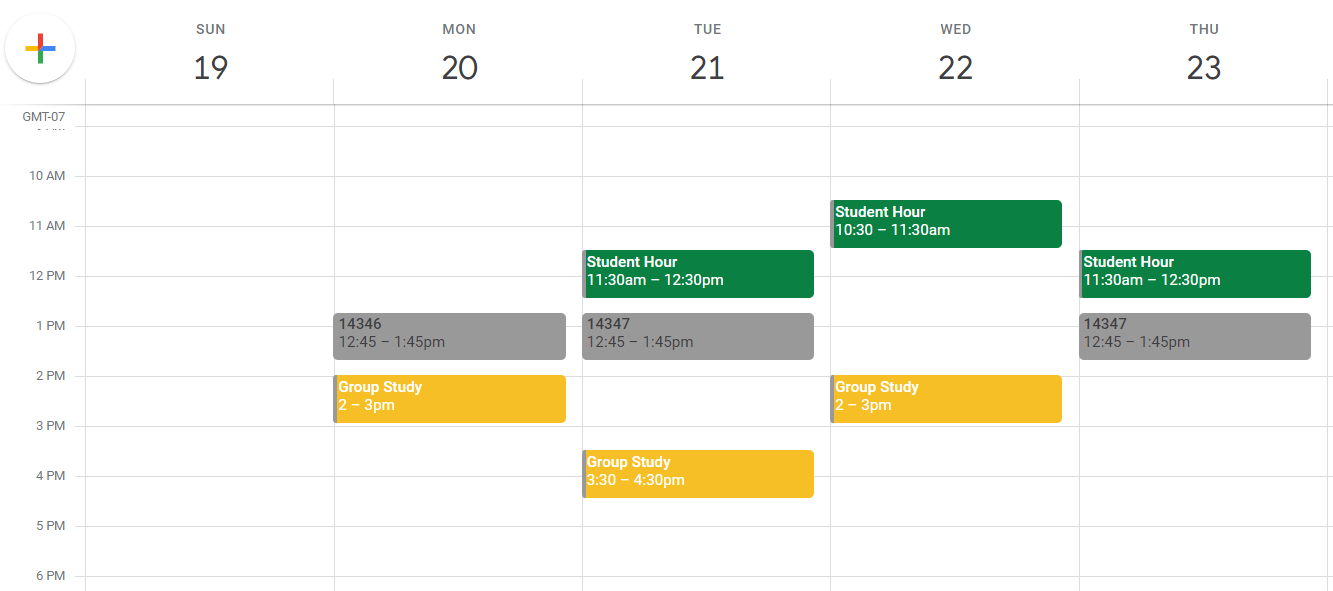 SUN
MON
TUE
WED
THU
19
20
21
22
23
GMT-07
10 AM
11 AM
12 PM
1 PM
2 PM
3 PM
4 PM
5 PM
6 PM
14346
12:45 – 1:45pm
Group Study
2 – 3pm
Student Hour
11:30am – 12:30pm
14347
12:45 – 1:45pm
Group Study
3:30 – 4:30pm
Student Hour
10:30 – 11:30am
Group Study
2 – 3pm
Student Hour
11:30am – 12:30pm
14347
12:45 – 1:45pm